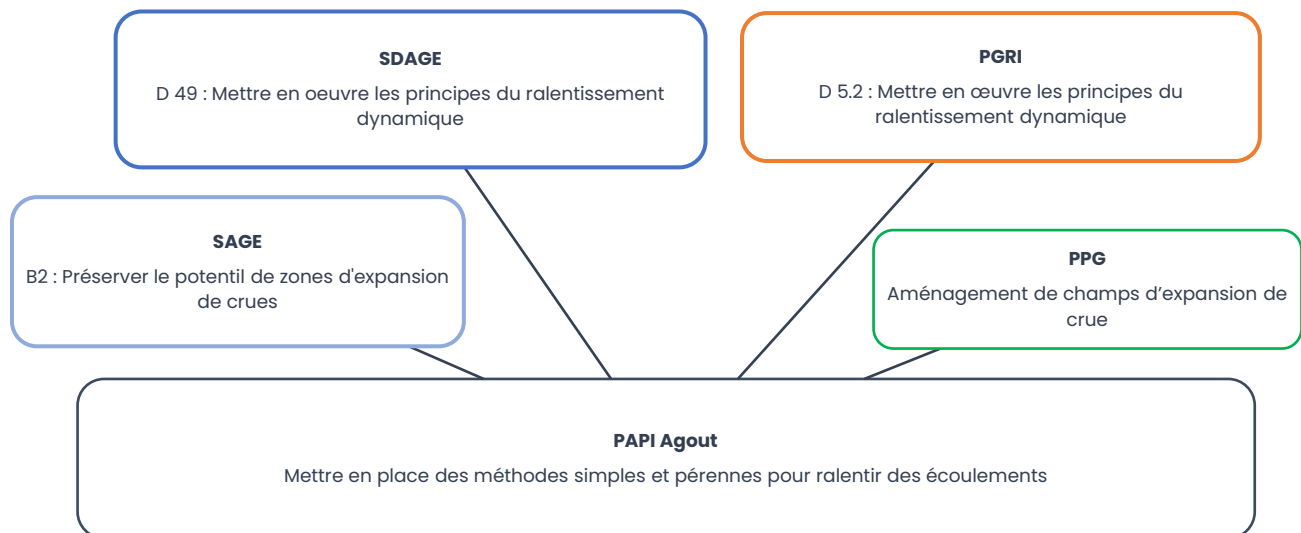 SDAGE
D 49 : Mettre en oeuvre les principes du ralentissement
dynamique
PGRI
D 5.2 : Mettre en œuvre les principes du
ralentissement dynamique
SAGE
B2 : Préserver le potentil de zones d'expansion
de crues
PPG
Aménagement de champs d’expansion de
crue
PAPI Agout
Mettre en place des méthodes simples et pérennes pour ralentir des écoulements